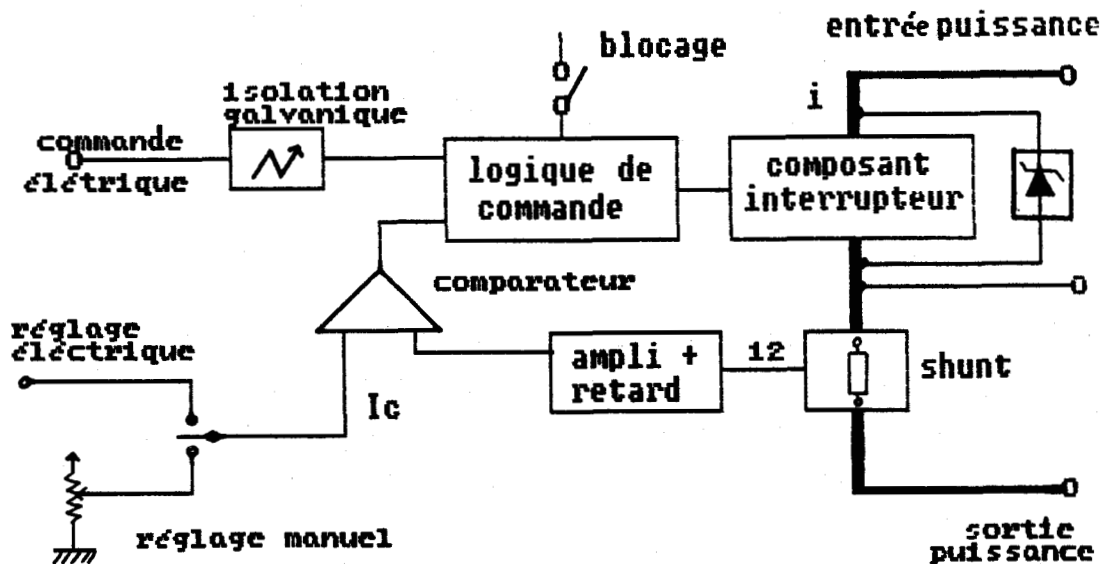 entrée puissance
blocage
i
isolation
galvanique
commande
élétrique
logique de
commande
composant
interrupteur
comparateur
réglage
éléctrique
ampli +
retard
12
shunt
Ic
réglage manuel
sortie
puissance